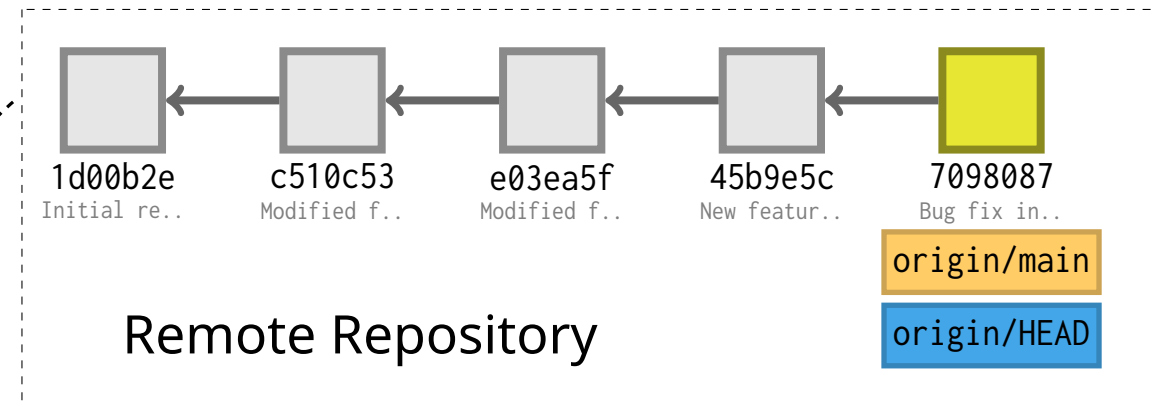 1d00b2e c510c53 e03ea5f 45b9e5c 7098087
Initial re.. Modified f.. Modified f.. New featur.. Bug fix in..
origin/main
Remote Repository
origin/HEAD